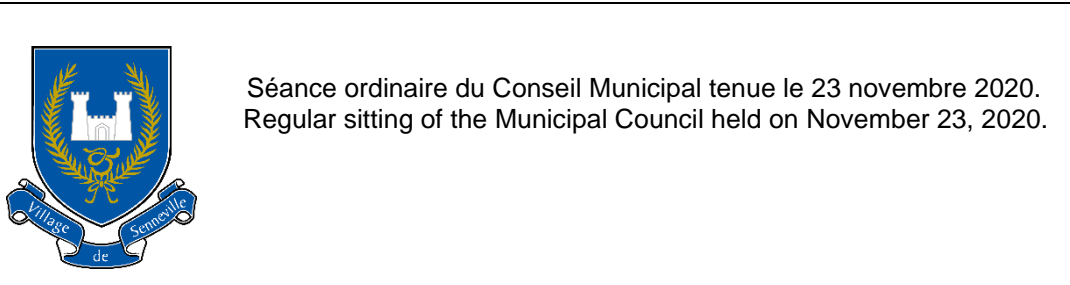 Séance ordinaire du Conseil Municipal tenue le 23 novembre 2020.
Regular sitting of the Municipal Council held on November 23, 2020.
Village
de
Senneville